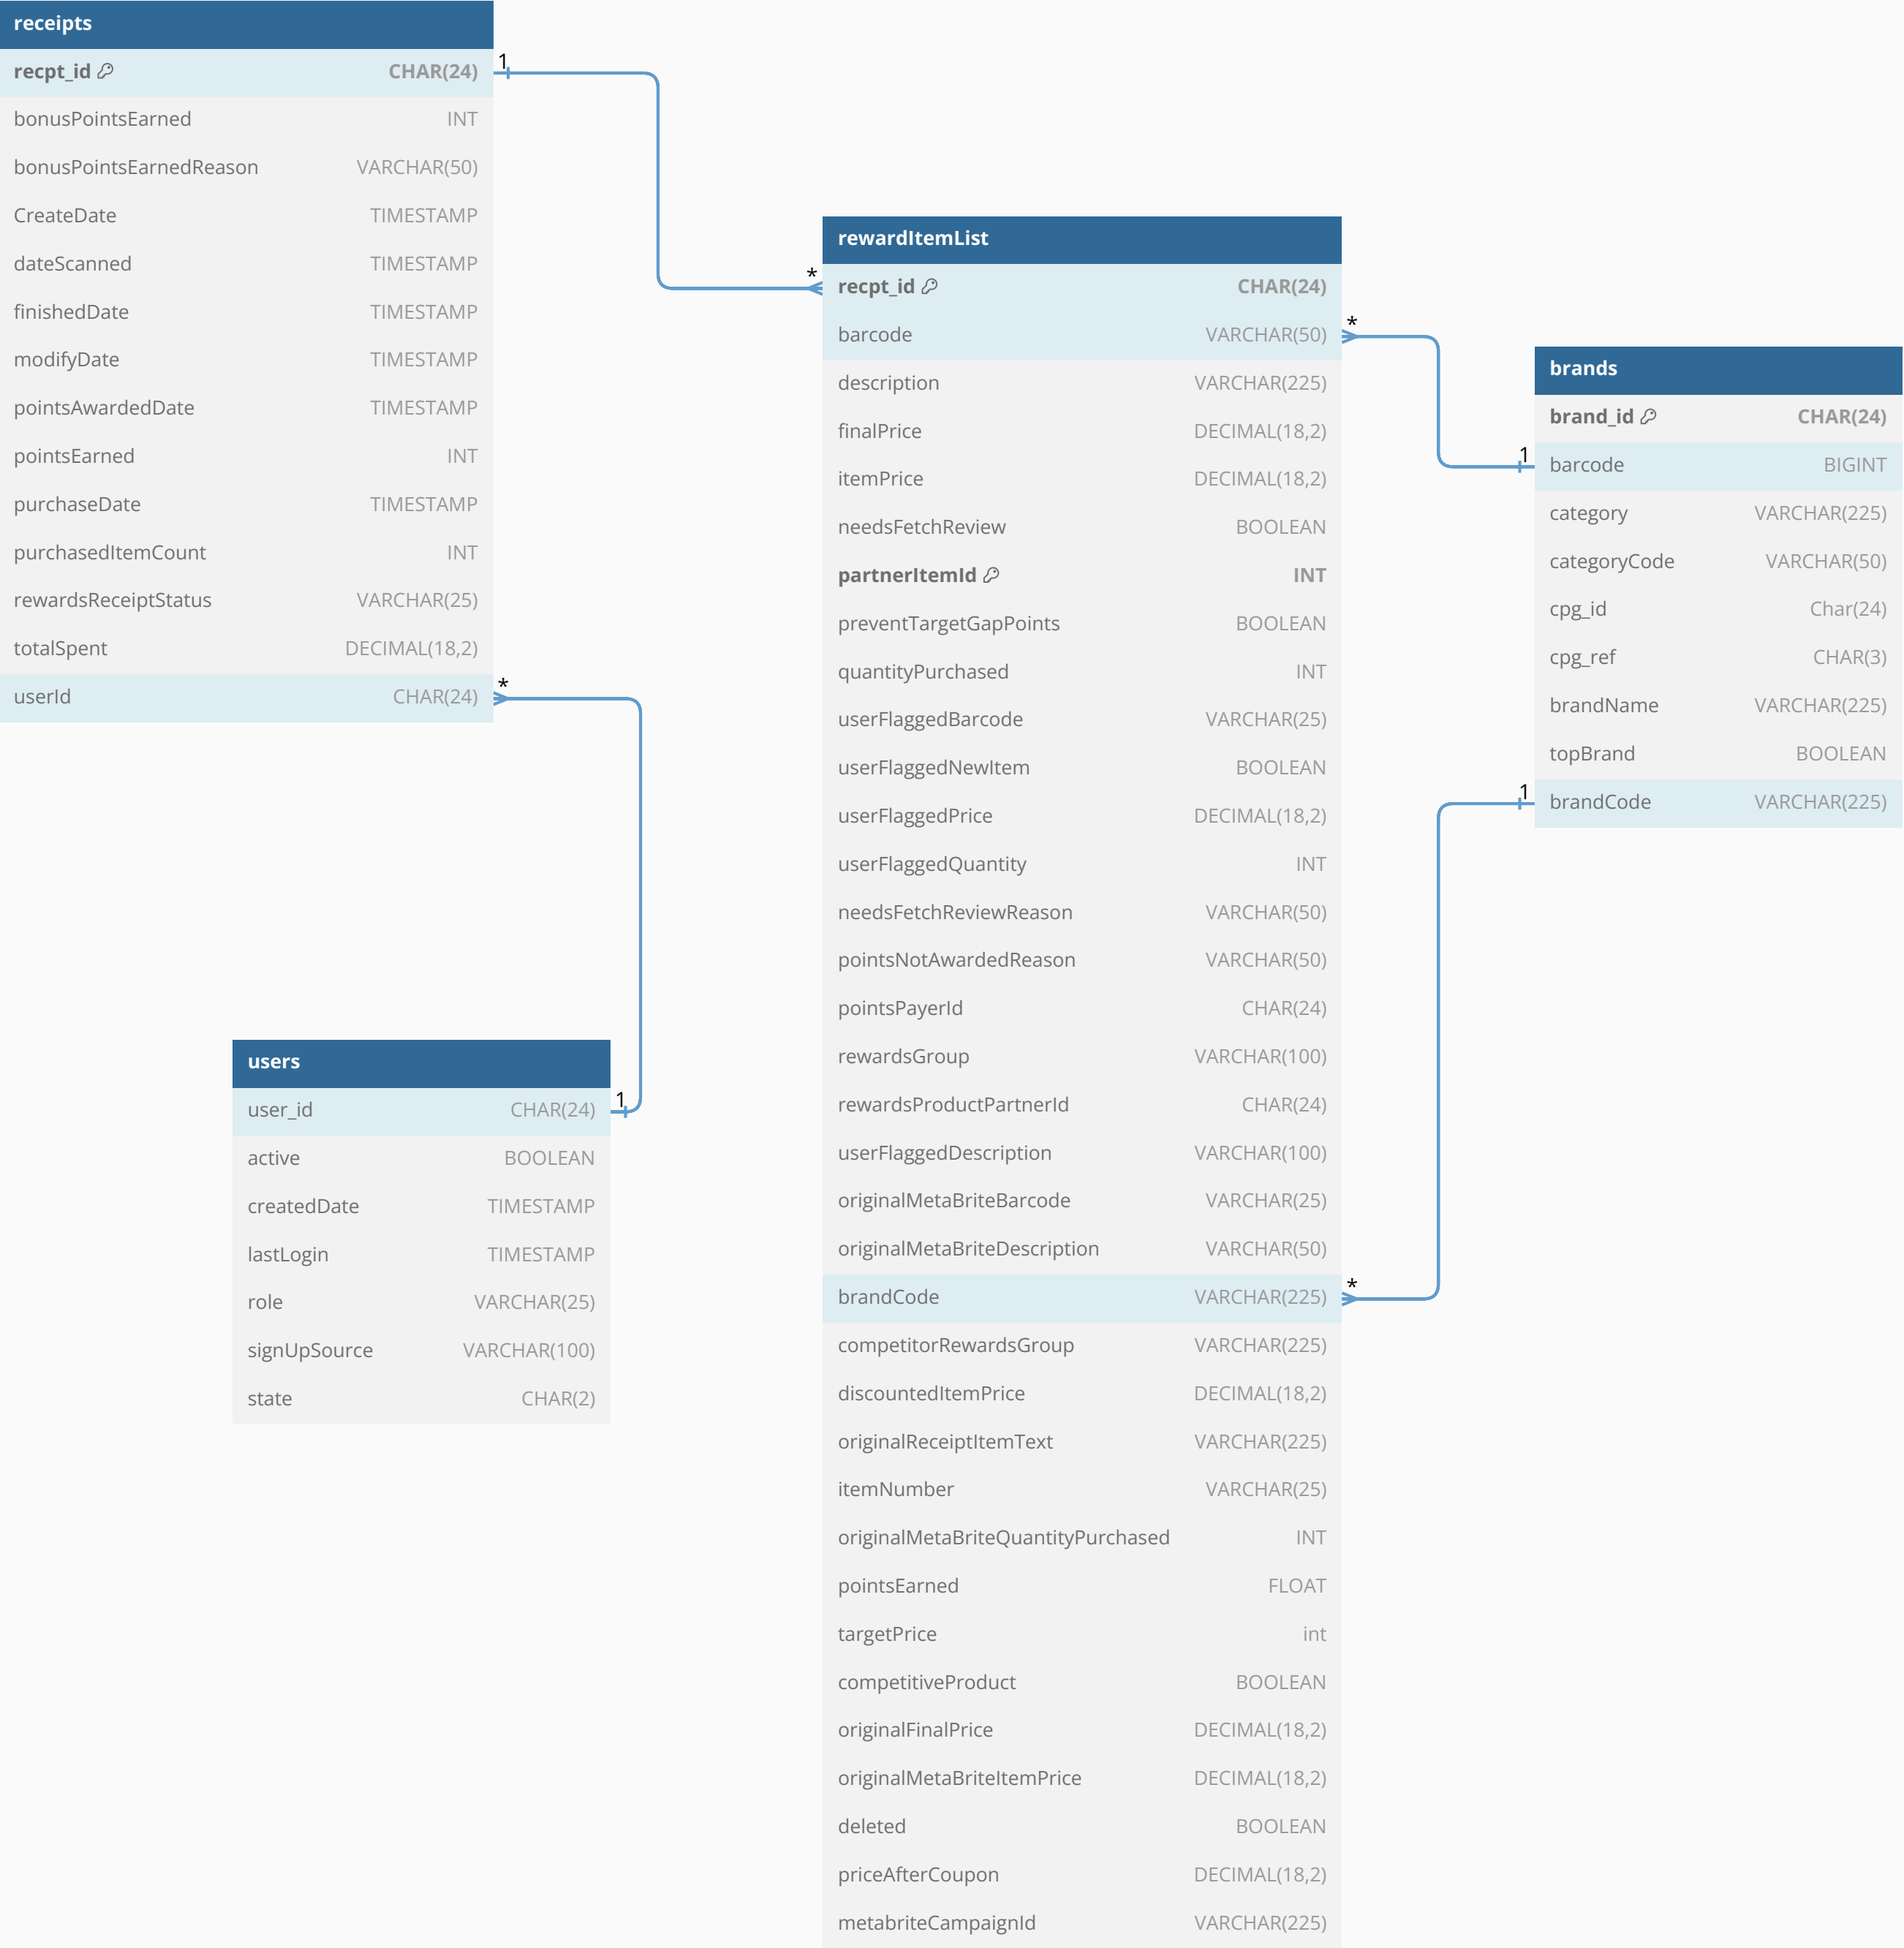 receipts
recpt_id CHAR(24)
bonusPointsEarned INT
bonusPointsEarnedReason VARCHAR(50)
CreateDate TIMESTAMP
dateScanned TIMESTAMP
finishedDate TIMESTAMP
modifyDate TIMESTAMP
pointsAwardedDate TIMESTAMP
pointsEarned INT
purchaseDate TIMESTAMP
purchasedItemCount INT
rewardsReceiptStatus VARCHAR(25)
totalSpent DECIMAL(18,2)
userId CHAR(24)
1
*
*
users
user_id CHAR(24)
active BOOLEAN
createdDate TIMESTAMP
lastLogin TIMESTAMP
role VARCHAR(25)
signUpSource VARCHAR(100)
state CHAR(2)
1
rewardItemList
recpt_id CHAR(24)
barcode VARCHAR(50)
description VARCHAR(225)
finalPrice DECIMAL(18,2)
itemPrice DECIMAL(18,2)
needsFetchReview BOOLEAN
partnerItemId INT
preventTargetGapPoints BOOLEAN
quantityPurchased INT
userFlaggedBarcode VARCHAR(25)
userFlaggedNewItem BOOLEAN
userFlaggedPrice DECIMAL(18,2)
userFlaggedQuantity INT
needsFetchReviewReason VARCHAR(50)
pointsNotAwardedReason VARCHAR(50)
pointsPayerId CHAR(24)
rewardsGroup VARCHAR(100)
rewardsProductPartnerId CHAR(24)
userFlaggedDescription VARCHAR(100)
originalMetaBriteBarcode VARCHAR(25)
originalMetaBriteDescription VARCHAR(50)
brandCode VARCHAR(225)
competitorRewardsGroup VARCHAR(225)
discountedItemPrice DECIMAL(18,2)
originalReceiptItemText VARCHAR(225)
itemNumber VARCHAR(25)
originalMetaBriteQuantityPurchased INT
pointsEarned FLOAT
targetPrice int
competitiveProduct BOOLEAN
originalFinalPrice DECIMAL(18,2)
originalMetaBriteItemPrice DECIMAL(18,2)
deleted BOOLEAN
priceAfterCoupon DECIMAL(18,2)
metabriteCampaignId VARCHAR(225)
*
*
brands
brand_id CHAR(24)
barcode BIGINT
category VARCHAR(225)
categoryCode VARCHAR(50)
cpg_id Char(24)
cpg_ref CHAR(3)
brandName VARCHAR(225)
topBrand BOOLEAN
brandCode VARCHAR(225)
1
1